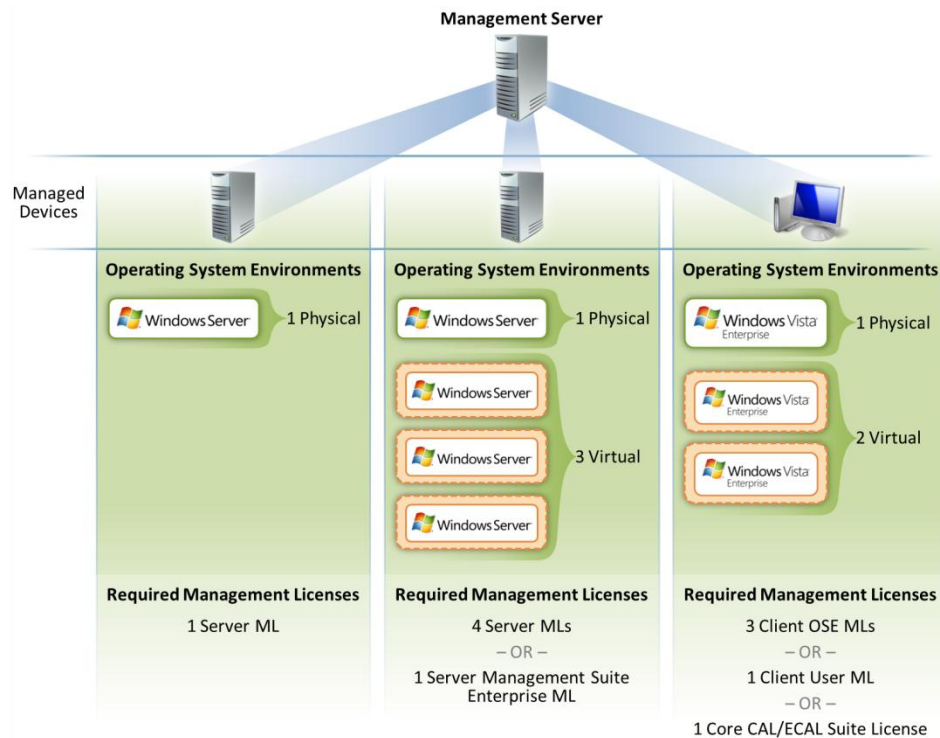 Management Server
Managed
Devices
Operating System Environments
Windows Server
1 Physical
Required Management Licenses
1 Server ML
Operating System Environments
Windows Server
1 Physical
Windows Server
Windows Server
Windows Server
3 Virtual
Required Management Licenses
4 Server MLs
– OR –
1 Server Management Suite
Enterprise ML
Operating System Environments
Windows Vista
Enterprise
1 Physical
Windows Vista
Enterprise
Windows Vista
Enterprise
2 Virtual
Required Management Licenses
3 Client OSE MLs
– OR –
1 Client User ML
– OR –
1 Core CAL/ECAL Suite License